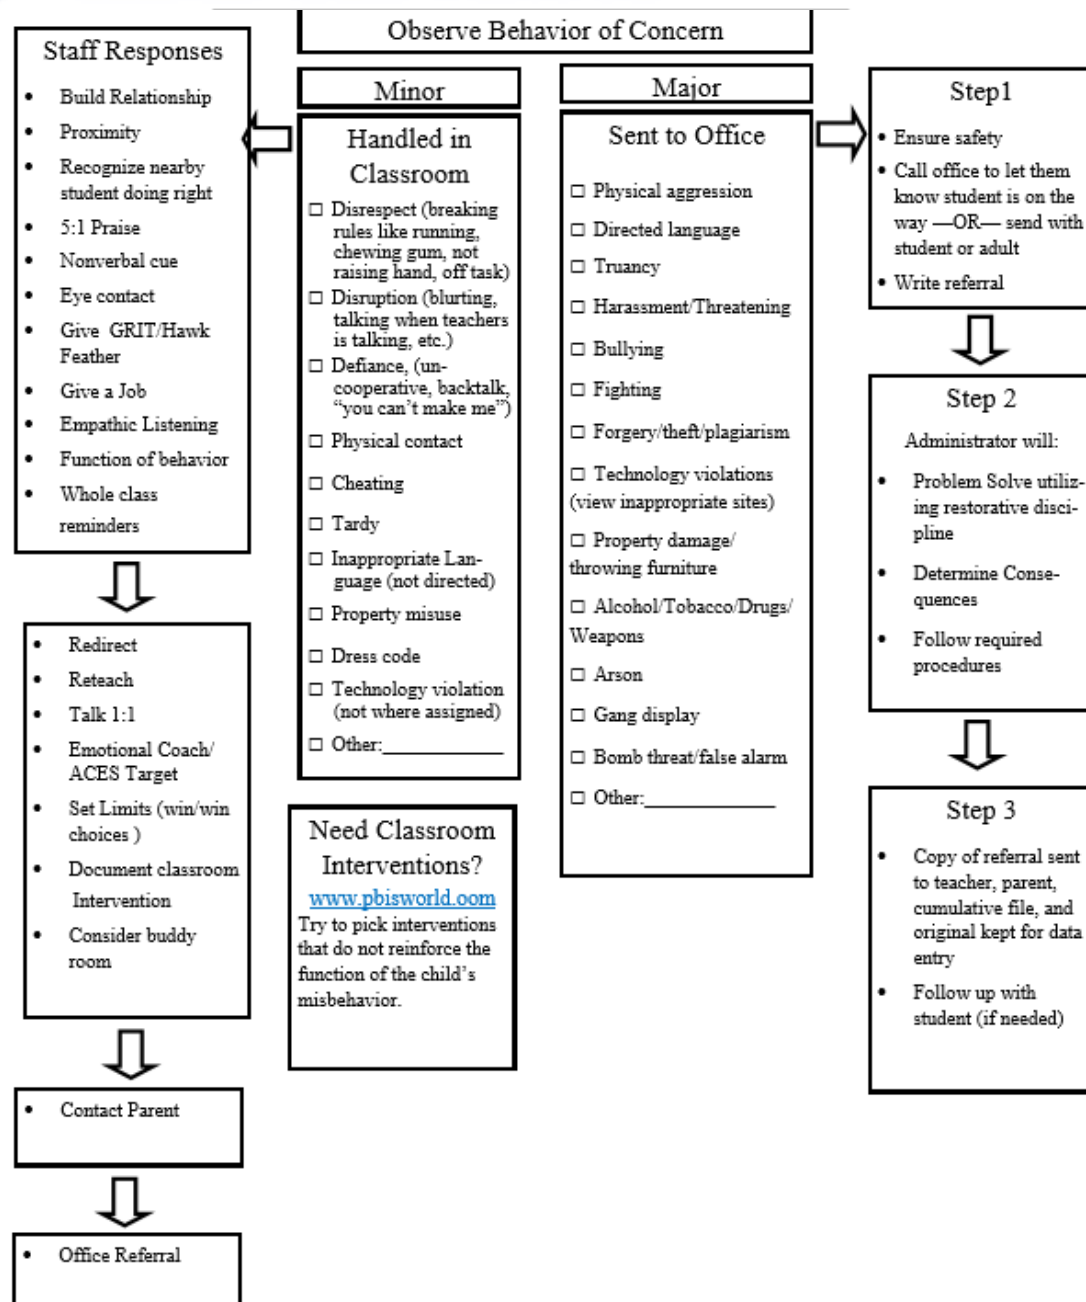 Observe Behavior of Concern
Staff Responses
• Build Relationship
• Proximity
• Recognize nearby
student doing right
• 5:1 Praise
• Nonverbal cue
• Eye contact
• Give GRIT/Hawk
Feather
• Give a Job
• Empathic Listening
• Function of behavior
• Whole class
reminders
• Redirect
• Reteach
• Talk 1:1
• Emotional Coach/
ACES Target
• Set Limits (win/win
choices )
• Document classroom
Intervention
• Consider buddy
room
• Contact Parent
• Office Referral
Minor
Handled in
Classroom
□ Disrespect (breaking
rules like running,
chewing gum, not
raising hand, off task)
□ Disruption (blurting,
talking when teachers
is talking, etc.)
□ Defiance, (un-
cooperative, backtalk,
“you can’t make me”)
□ Physical contact
□ Cheating
□ Tardy
□ Inappropriate Lan-
guage (not directed)
□ Property misuse
□ Dress code
□ Technology violation
(not where assigned)
□ Other:____________
Need Classroom
Interventions?
www.pbisworld.oom
Try to pick interventions
that do not reinforce the
function of the child’s
misbehavior.
Major
Sent to Office
□ Physical aggression
□ Directed language
□ Truancy
□ Harassment/Threatening
□ Bullying
□ Fighting
□ Forgery/theft/plagiarism
□ Technology violations
(view inappropriate sites)
□ Property damage/
throwing furniture
□ Alcohol/Tobacco/Drugs/
Weapons
□ Arson
□ Gang display
□ Bomb threat/false alarm
□ Other:_____________
Step1
• Ensure safety
• Call office to let them
know student is on the
way —OR— send with
student or adult
• Write referral
Step 2
Administrator will:
• Problem Solve utiliz-
ing restorative disci-
pline
• Determine Conse-
quences
• Follow required
procedures
Step 3
• Copy of referral sent
to teacher, parent,
cumulative file, and
original kept for data
entry
• Follow up with
student (if needed)